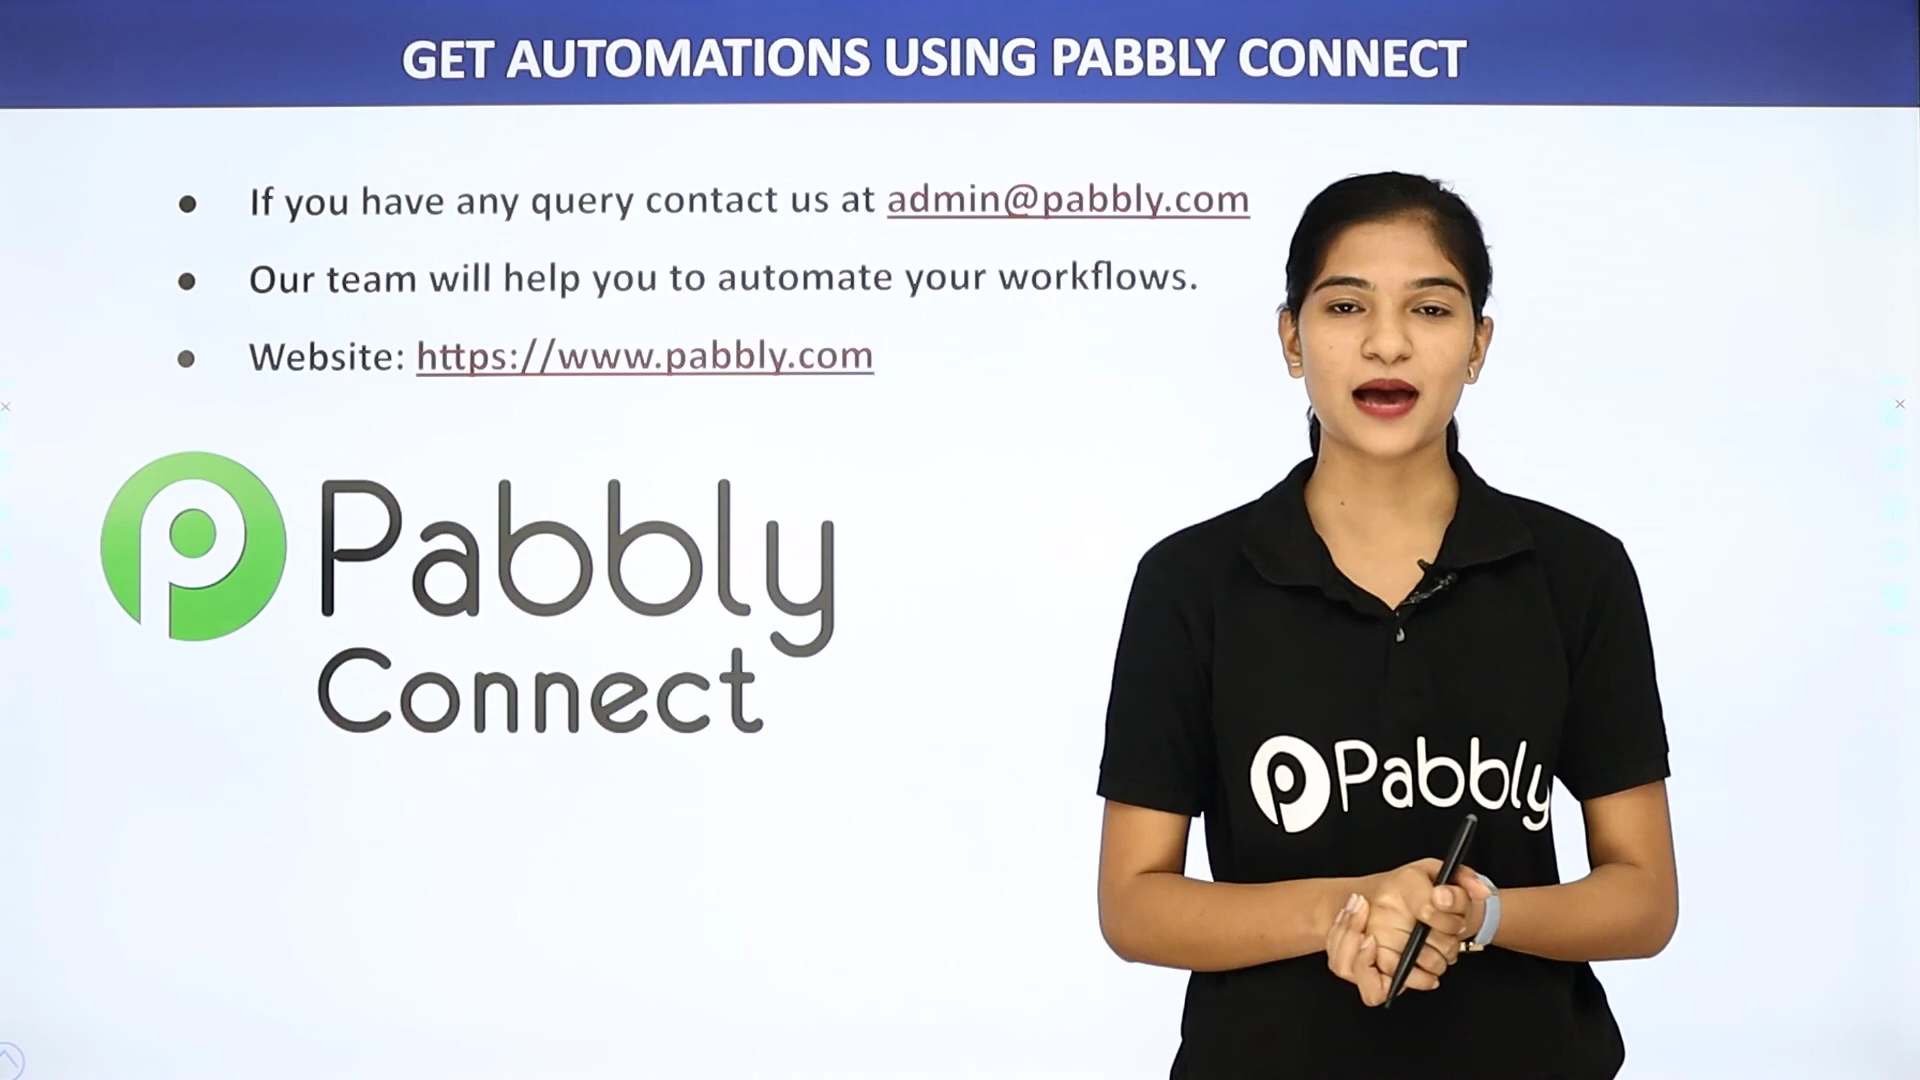 GET AUTOMATIONS USING PABBLY CONNECT
● If you have any query contact us at admin@pabbly.com
● Our team will help you to automate your workflows.
● Website: https://www.pabbly.com
Pabbly
Connect
Pabbly